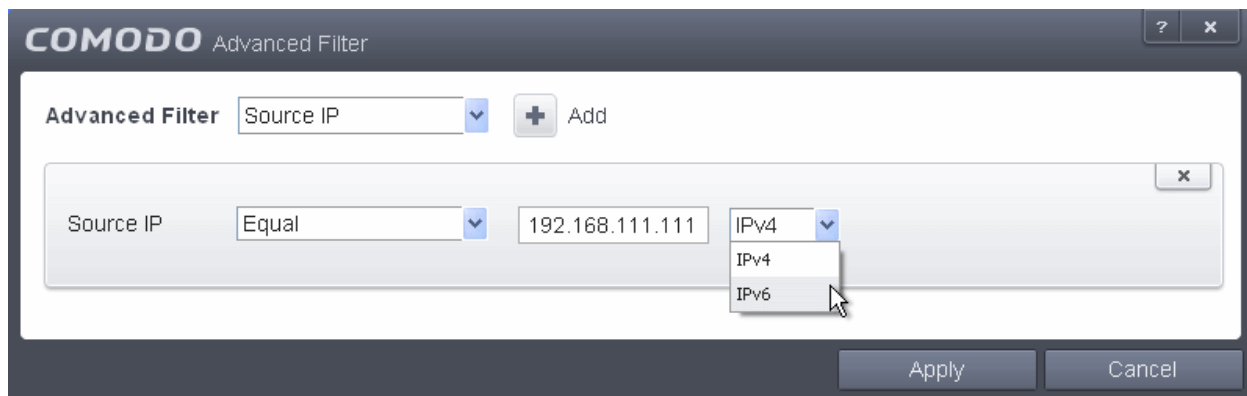 COMODO Advanced Filter ? x
Advanced Filter Source IP Add
x
Source IP Equal 192.168.111.111 IPv4
IPv4
IPv6
Apply Cancel